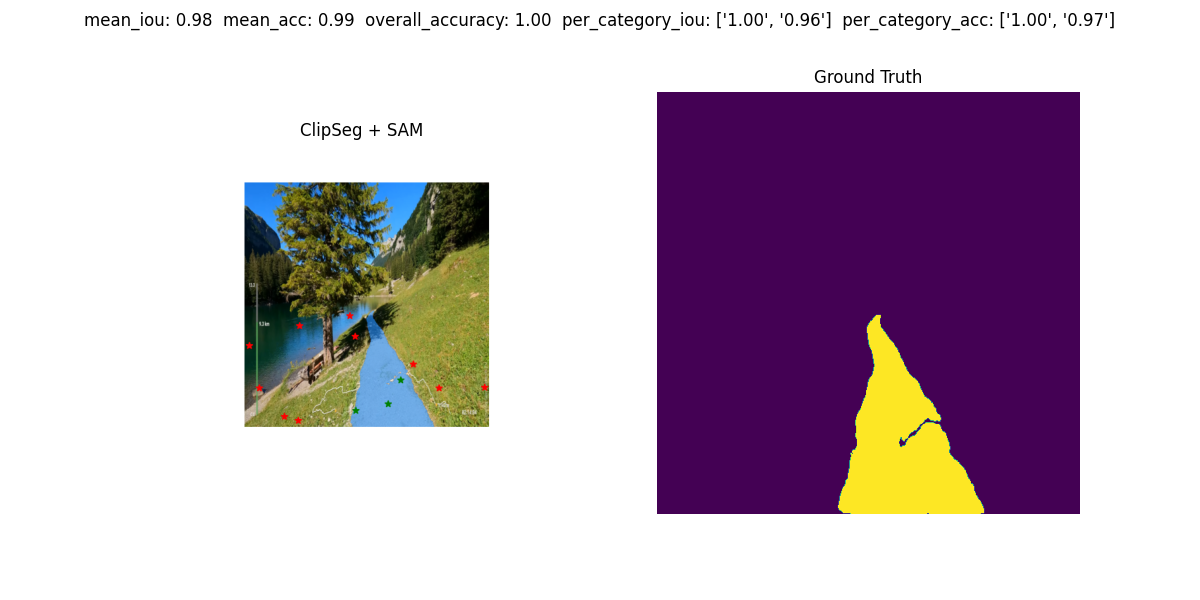 mean_iou: 0.98  mean_acc: 0.99  overall_accuracy: 1.00  per_category_iou: ['1.00', '0.96']  per_category_acc: ['1.00', '0.97']
Ground Truth
ClipSeg + SAM